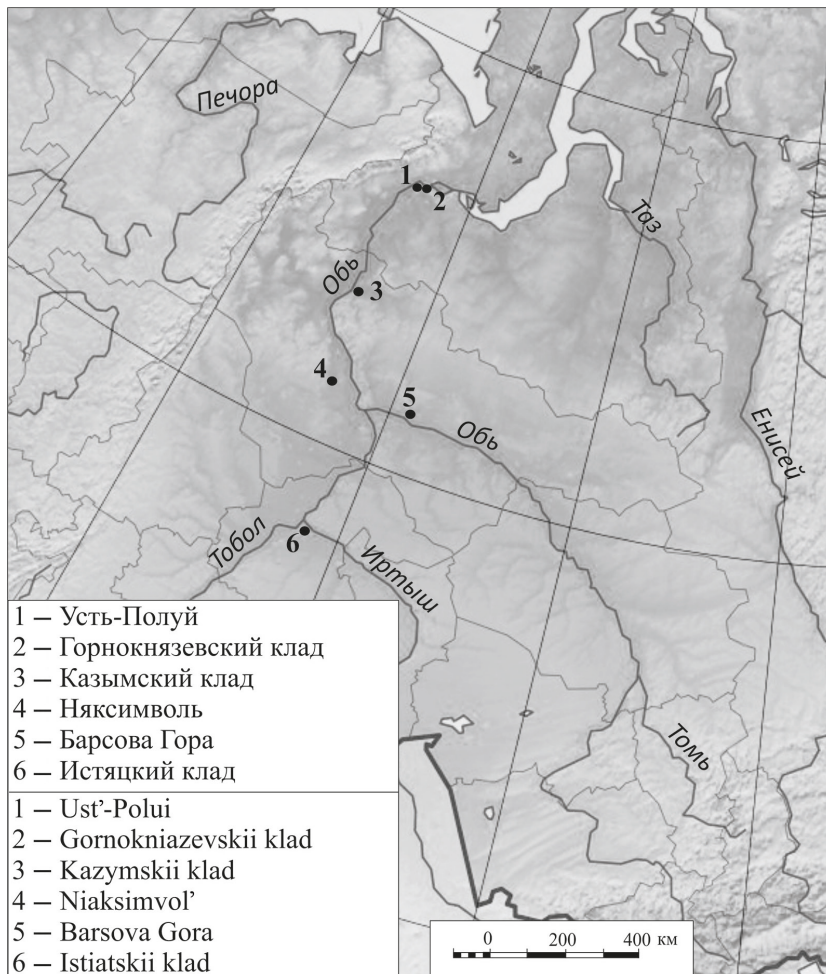 Печора
1
2
Таз
Обь
3
4
5
Обь
Енисей
Тобол
6
Иртыш
Томь
1 – Усть-Полуй
2 – Горнокнязевский клад
3 – Казымский клад
4 – Няксимволь
5 – Барсова Гора
6 – Истяцкий клад
1 – Ust’-Polui
2 – Gornokniazevskii klad
3 – Kazymskii klad
4 – Niaksimvol’
5 – Barsova Gora
6 – Istiatskii klad
0 200 400 км